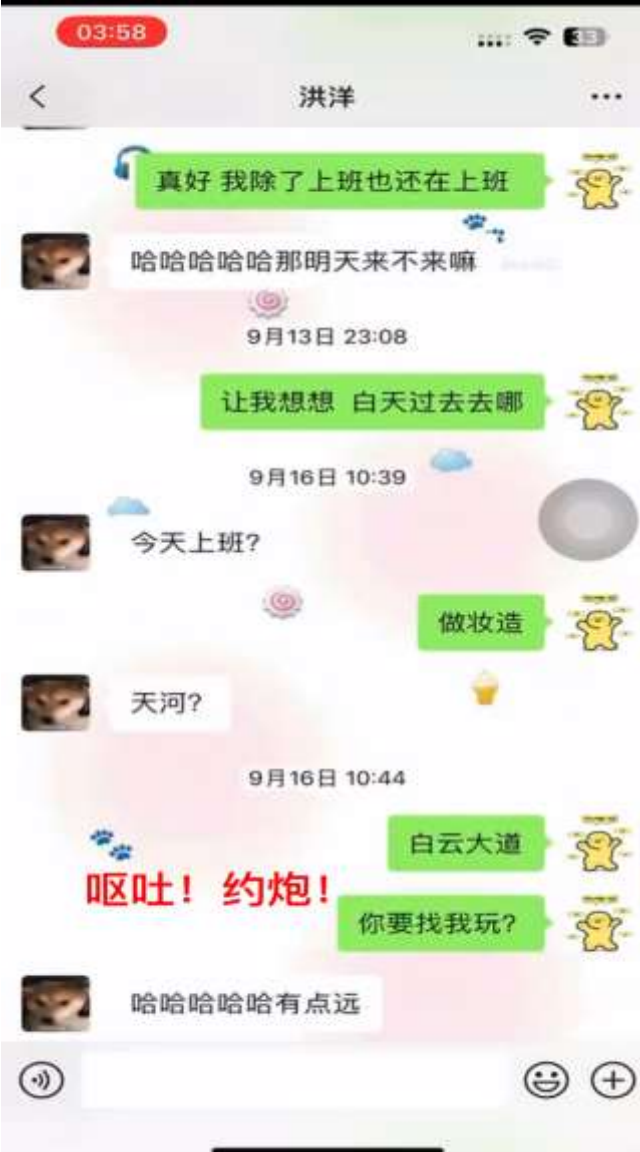 03:58
33
洪洋
真好 我除了上班也还在上班
哈哈哈哈哈那明天来不来嘛
9月13日 23:08
让我想想 白天过去去哪
9月16日 10:39
今天上班?
做妆造
天河?
9月16日 10:44
白云大道
呕吐！约炮！
你要找我玩?
哈哈哈哈哈有点远